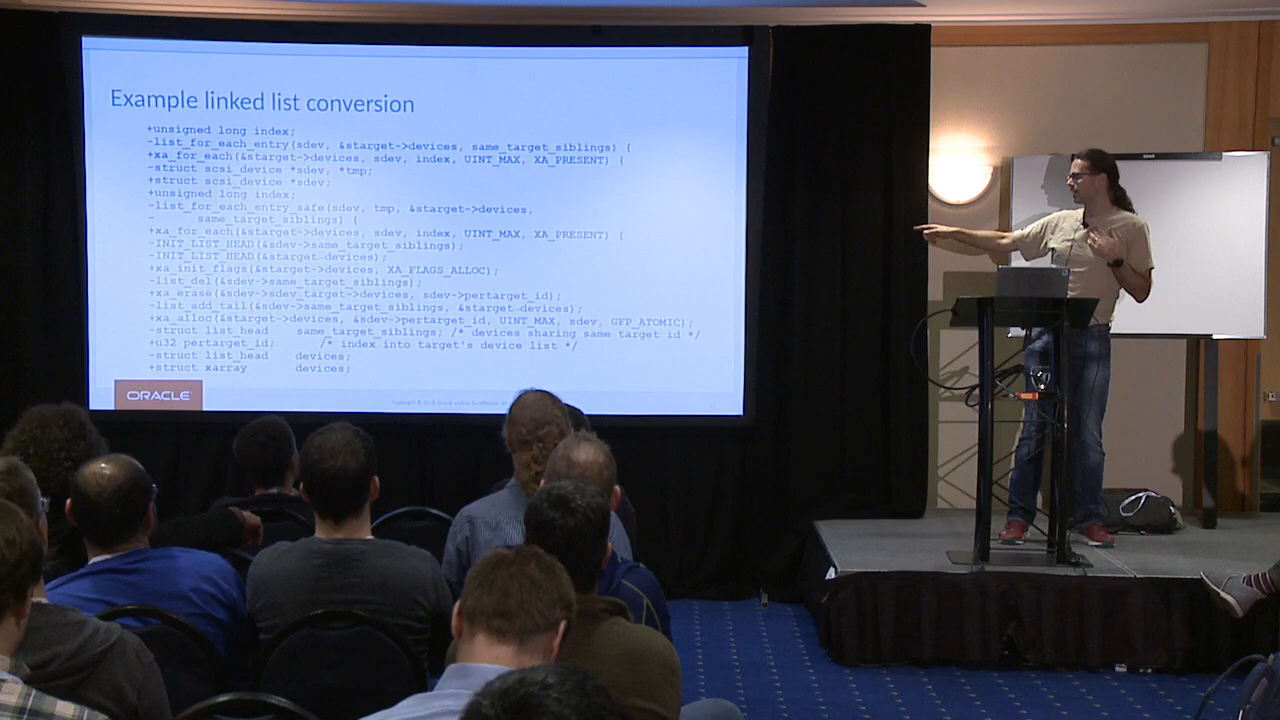 Example linked list conversion
+unsigned long index;
-list_for_each_entry(sdev, &starget->devices, same_target_siblings) {
+xa_for_each(&starget->devices, sdev, index, UINT_MAX, XA_PRESENT) {
-struct scsi_device *sdev, *tmp;
+struct scsi_device *sdev;
+unsigned long index;
-list_for_each_entry_safe(sdev, tmp, &starget->devices,
- same_target_siblings) {
+xa_for_each(&starget->devices, sdev, index, UINT_MAX, XA_PRESENT) {
-INIT_LIST_HEAD(&sdev->same_target_siblings);
-INIT_LIST_HEAD(&starget->devices);
+xa_init_flags(&starget->devices, XA_FLAGS_ALLOC);
-list_del(&sdev->same_target_siblings);
+xa_erase(&sdev->sdev_target->devices, sdev->pertarget_id);
-list_add_tail(&sdev->same_target_siblings, &starget->devices);
+xa_alloc(&starget->devices, &sdev->pertarget_id, UINT_MAX, sdev, GFP_ATOMIC);
-struct list_head same_target_siblings; /* devices sharing same target id */
+u32 pertarget_id; /* index into target's device list */
-struct list_head devices;
+struct xarray devices;
ORACLE